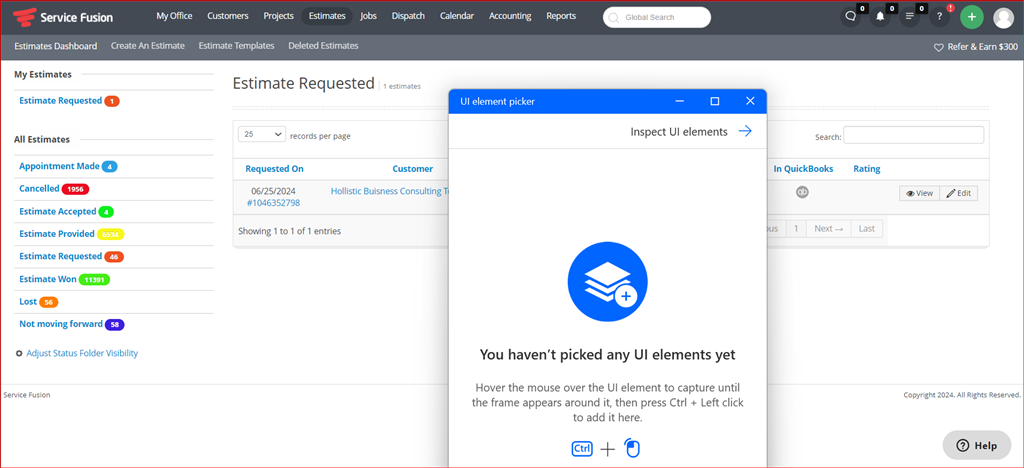 Service Fusion
My Office
Customers
Projects
Estimates
Jobs
Dispatch
Calendar
Accounting
Reports
Global Search
0
0
0
?
!
+
Estimates Dashboard
Create An Estimate
Estimate Templates
Deleted Estimates
Refer & Earn $300
My Estimates
Estimate Requested 1
All Estimates
Appointment Made 4
Cancelled 1956
Estimate Accepted 4
Estimate Provided 6534
Estimate Requested 46
Estimate Won 11391
Lost 56
Not moving forward 58
Adjust Status Folder Visibility
Estimate Requested | 1 estimates
25 records per page
Search:
Requested On
Customer
In QuickBooks
Rating
06/25/2024
#1046352798
Hollistic Buisness Consulting Te
qb
View
Edit
Showing 1 to 1 of 1 entries
ous
1
Next →
Last
UI element picker
Inspect UI elements
You haven't picked any UI elements yet
Hover the mouse over the UI element to capture until
the frame appears around it, then press Ctrl + Left click
to add it here.
Ctrl +
Service Fusion
Copyright 2024. All Rights Reserved.
? Help